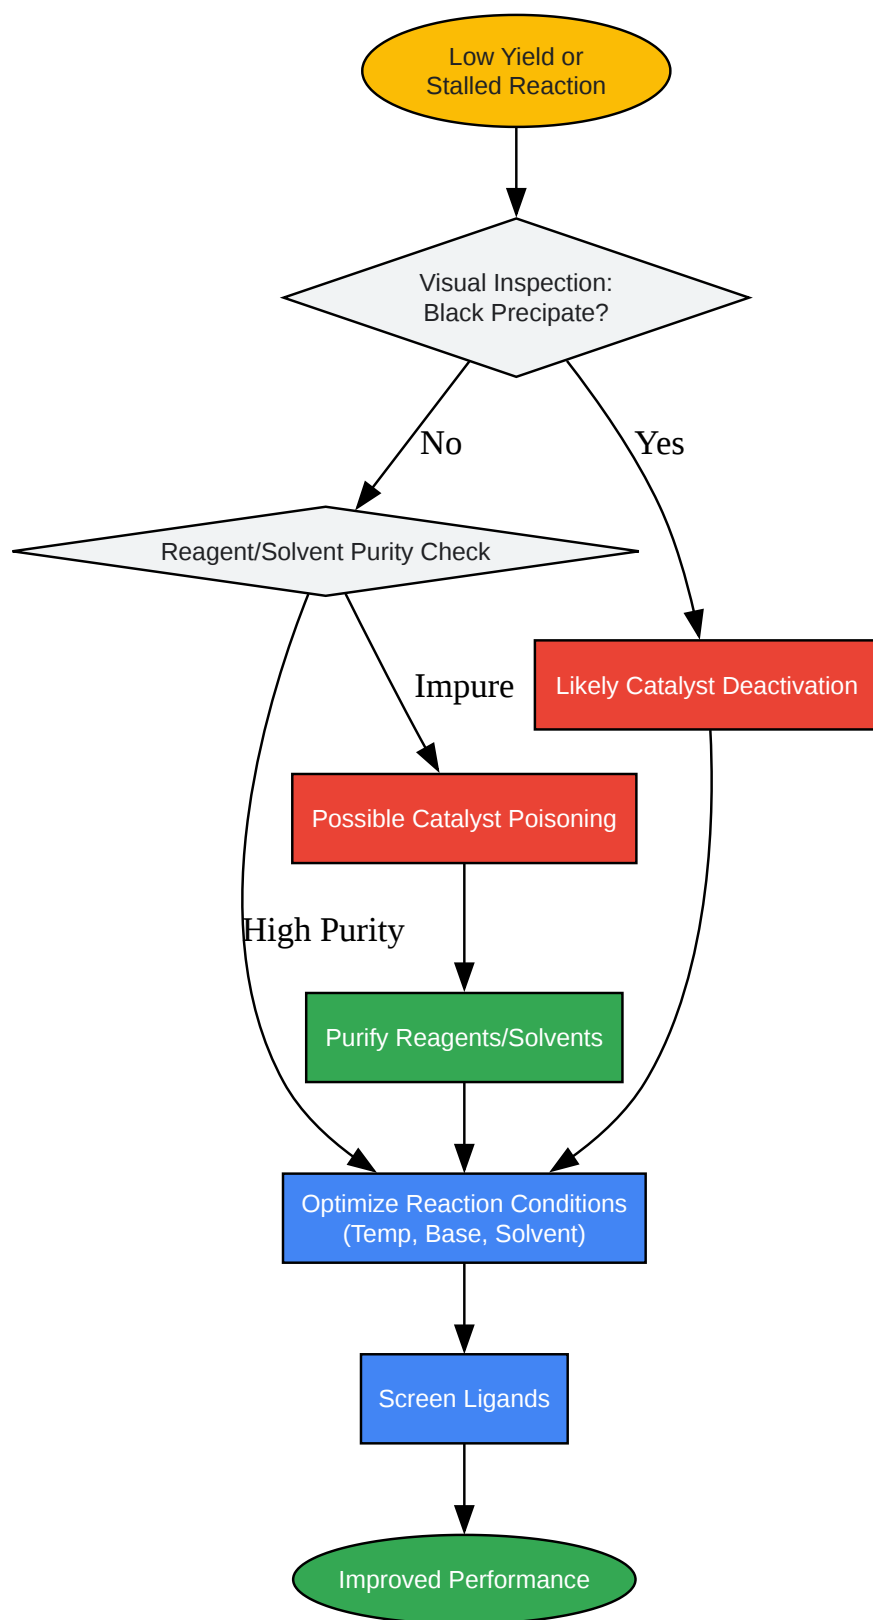 Low Yield or
Stalled Reaction
Visual Inspection:
Black Precipate?
No
Yes
Reagent/Solvent Purity Check
Impure
Likely Catalyst Deactivation
Possible Catalyst Poisoning
High Purity
Purify Reagents/Solvents
Optimize Reaction Conditions
(Temp, Base, Solvent)
Screen Ligands
Improved Performance